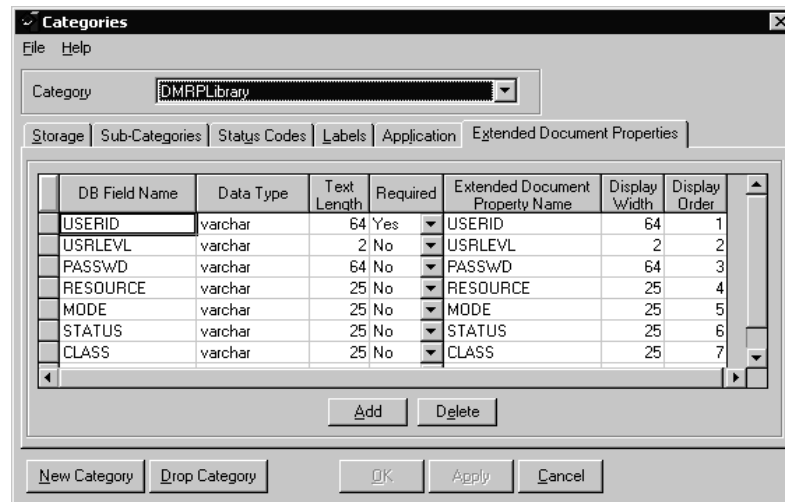 Categories
File Help
Category DMRPLibrary
Storage Sub-Categories Status Codes Labels Application Extended Document Properties
DB Field Name Data Type Text Length Required Extended Document Property Name Display Width Display Order
USERID varchar 64 Yes USERID 64 1
USRLEVL varchar 2 No USRLEVL 2 2
PASSWD varchar 64 No PASSWD 64 3
RESOURCE varchar 25 No RESOURCE 25 4
MODE varchar 25 No MODE 25 5
STATUS varchar 25 No STATUS 25 6
CLASS varchar 25 No CLASS 25 7
Add Delete
New Category Drop Category OK Apply Cancel